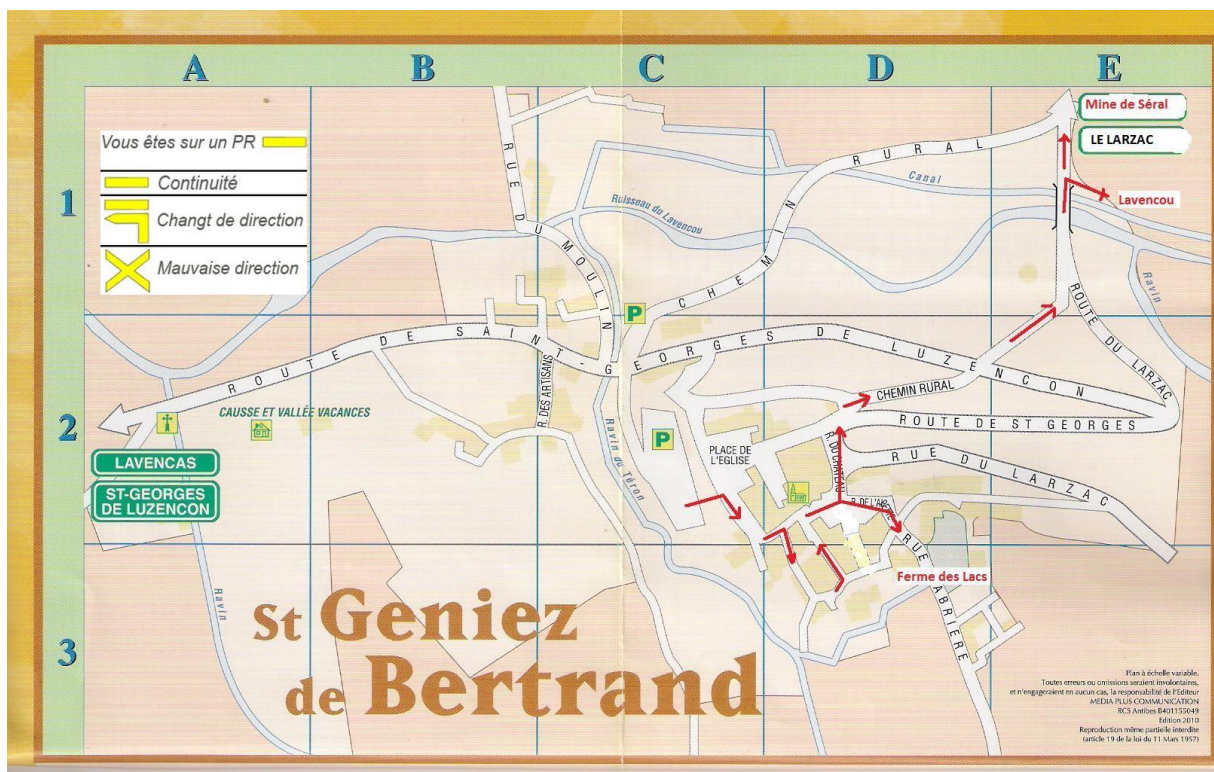 A B C D E
1
2
3
Vous êtes sur un PR
Continuité
Changt de direction
Mauvaise direction
Mine de Séral
LE LARZAC
Lavencou
RUE DU MOULIN
Ruisseau du Lavencou
Canal
CHEMIN RURAL
Ravin
ROUTE DU LARZAC
P
ROUTE DE SAINT-GEORGES DE LUZENCON
R. DES ARTISANS
CAUSSE ET VALLÉE VACANCES
CHEMIN RURAL
ROUTE DE ST GEORGES
P
PLACE DE
L'EGLISE
R. DU CHATEAU
RUE DU LARZAC
LAVENCAS
ST-GEORGES
DE LUZENCON
Ravin du Téron
R. DE L'AIRE
RUE
ABRIERE
Ferme des Lacs
Ravin
St Geniez
de Bertrand
Plan à échelle variable.
Toutes erreurs ou omissions seraient involontaires,
et n'engageraient en aucun cas, la responsabilité de l'Editeur
MEDIA PLUS COMMUNICATION
RCS Antibes B401155049
Edition 2010
Reproduction même partielle interdite
(article 19 de la loi du 11 Mars 1957)